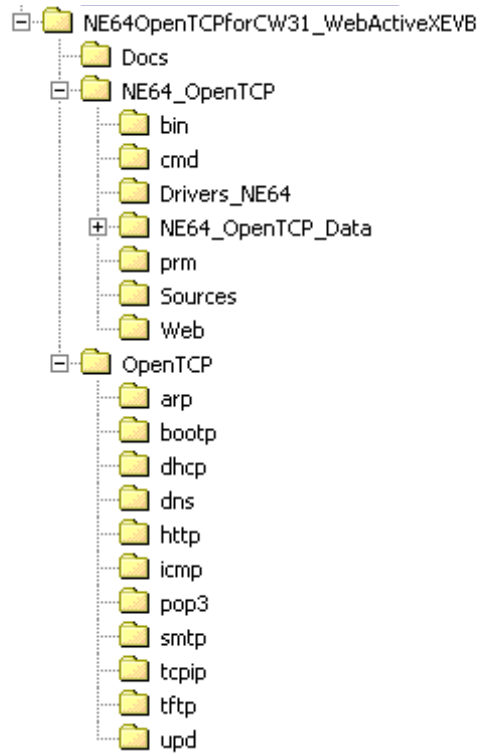 NE64OpenTCPforCW31_WebActiveXEVB
Docs
NE64_OpenTCP
bin
cmd
Drivers_NE64
NE64_OpenTCP_Data
prm
Sources
Web
OpenTCP
arp
bootp
dhcp
dns
http
icmp
pop3
smtp
tcpip
tftp
upd